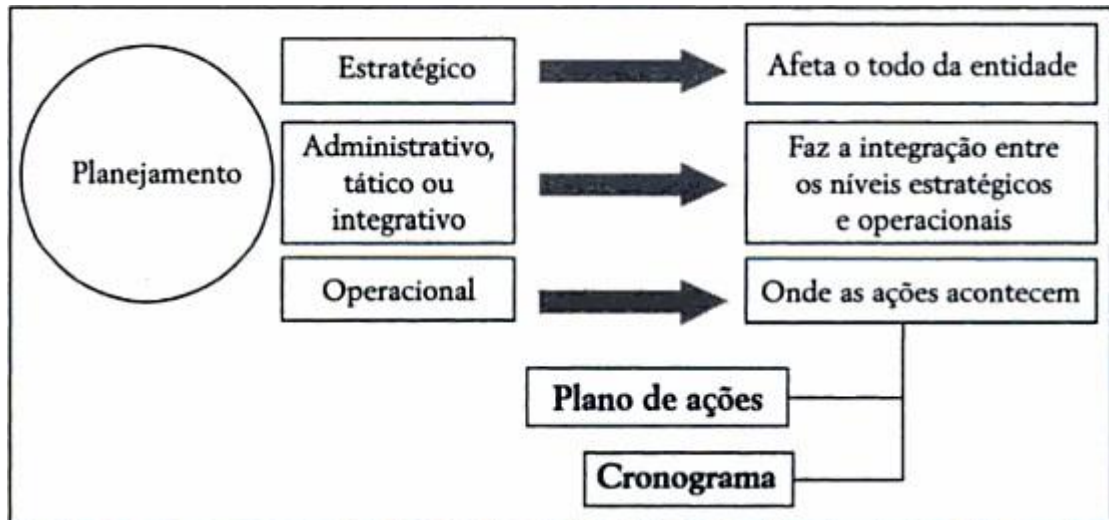 Planejamento
Estratégico
Afeta o todo da entidade
Administrativo,
tático ou
integrativo
Faz a integração entre
os níveis estratégicos
e operacionais
Operacional
Onde as ações acontecem
Plano de ações
Cronograma